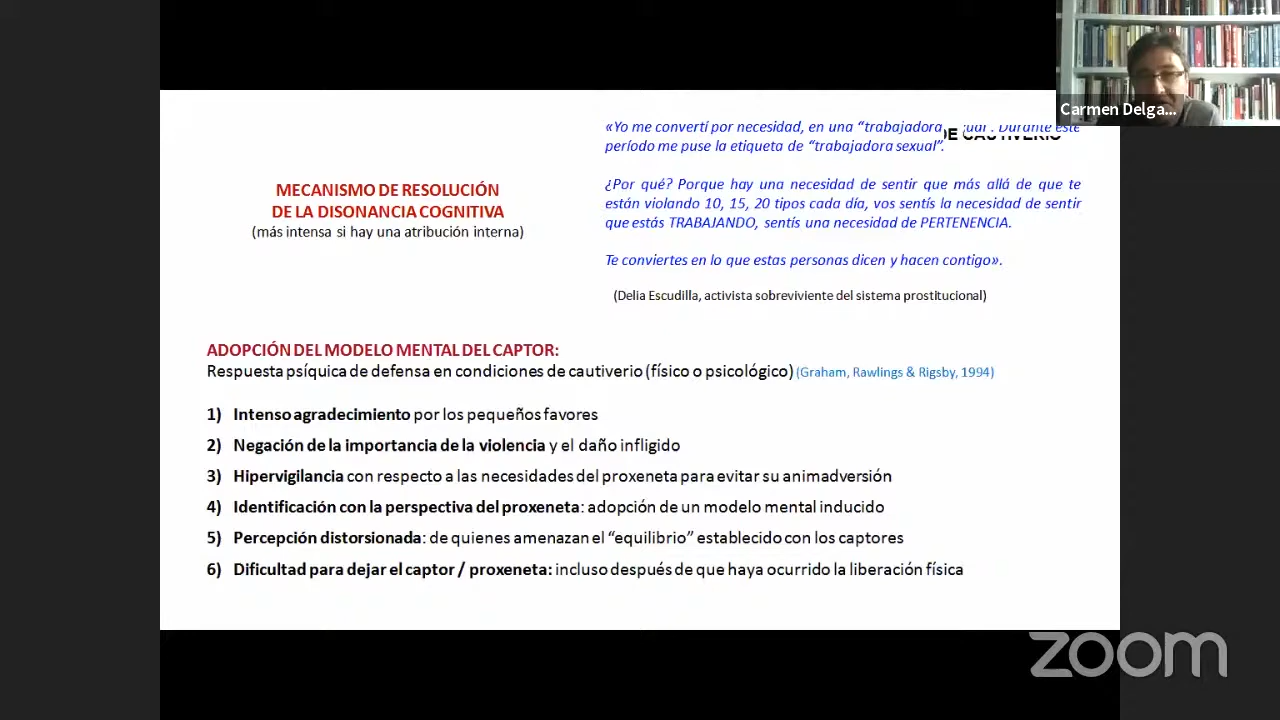 Carmen Delga...
DE CAUTIVERIO
«Yo me convertí por necesidad, en una “trabajadora
Durante este
período me puse la etiqueta de “trabajadora sexual”.
¿Por qué? Porque hay una necesidad de sentir que más allá de que te
están violando 10, 15, 20 tipos cada día, vos sentís la necesidad de sentir
que estás TRABAJANDO, sentís una necesidad de PERTENENCIA.
Te conviertes en lo que estas personas dicen y hacen contigo».
(Delia Escudilla, activista sobreviviente del sistema prostitucional)
MECANISMO DE RESOLUCIÓN
DE LA DISONANCIA COGNITIVA
(más intensa si hay una atribución interna)
ADOPCIÓN DEL MODELO MENTAL DEL CAPTOR:
Respuesta psíquica de defensa en condiciones de cautiverio (físico o psicológico) (Graham, Rawlings & Rigsby, 1994)
1) Intenso agradecimiento por los pequeños favores
2) Negación de la importancia de la violencia y el daño infligido
3) Hipervigilancia con respecto a las necesidades del proxeneta para evitar su animadversión
4) Identificación con la perspectiva del proxeneta: adopción de un modelo mental inducido
5) Percepción distorsionada: de quienes amenazan el “equilibrio” establecido con los captores
6) Dificultad para dejar el captor / proxeneta: incluso después de que haya ocurrido la liberación física
zoom